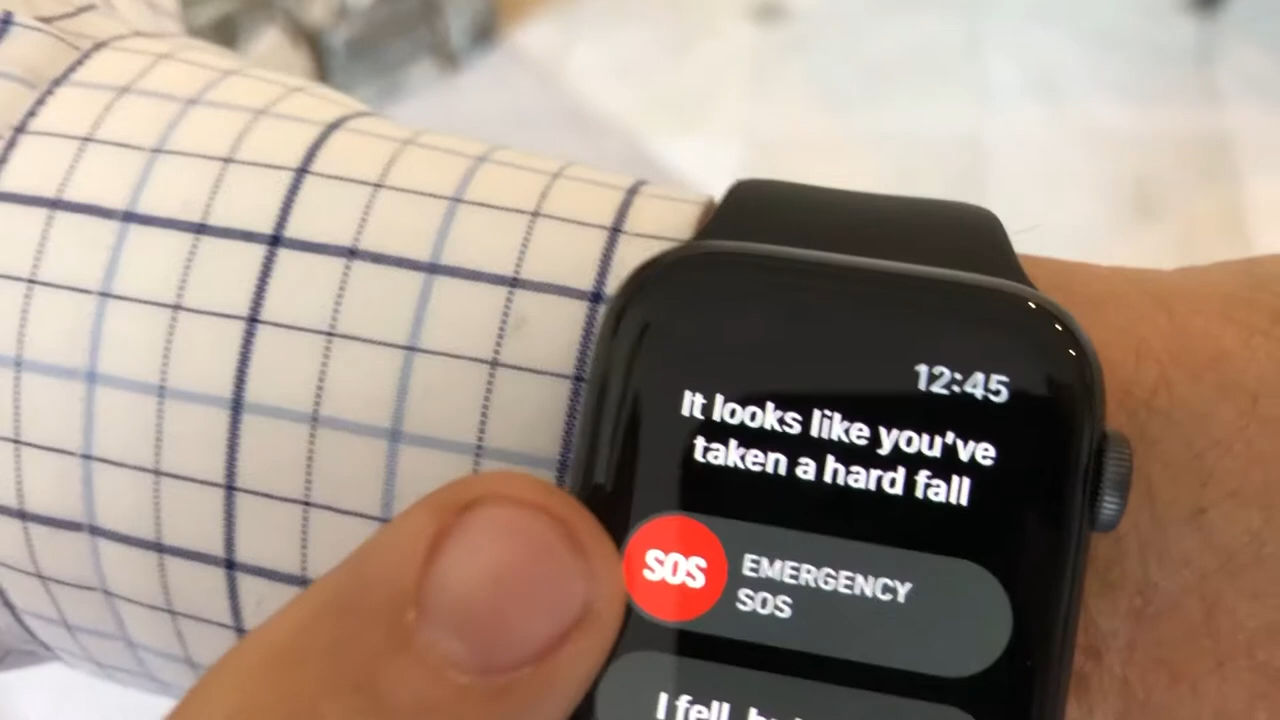 12:45
It looks like you've
taken a hard fall
SOS
EMERGENCY
SOS
I fell,